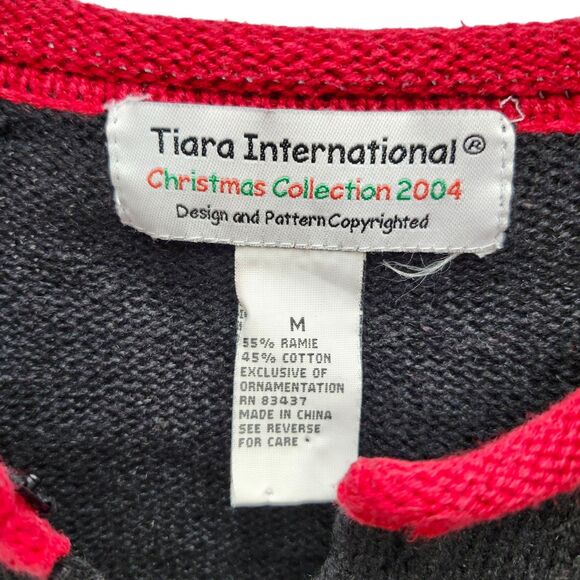 Tiara International®
Christmas Collection 2004
Design and Pattern Copyrighted
M
55% RAMIE
45% COTTON
EXCLUSIVE OF
ORNAMENTATION
RN 83437
MADE IN CHINA
SEE REVERSE
FOR CARE